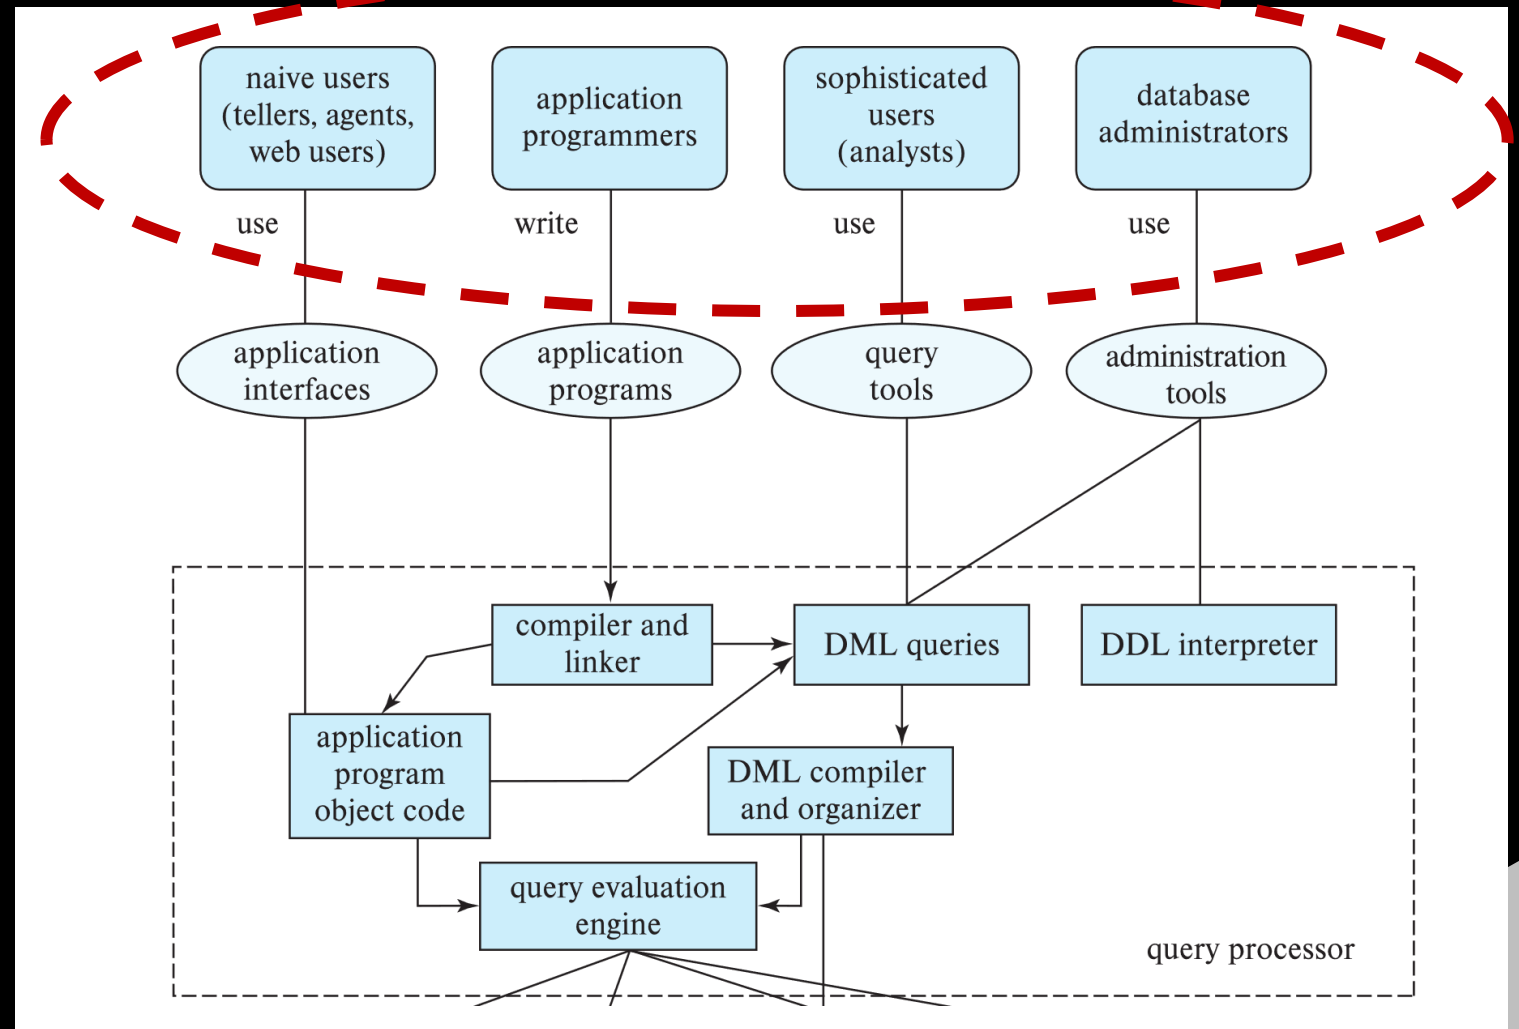 naive users
(tellers, agents,
web users)
application
programmers
sophisticated
users
(analysts)
database
administrators
use
write
use
use
application
interfaces
application
programs
query
tools
administration
tools
compiler and
linker
DML queries
DDL interpreter
application
program
object code
DML compiler
and organizer
query evaluation
engine
query processor